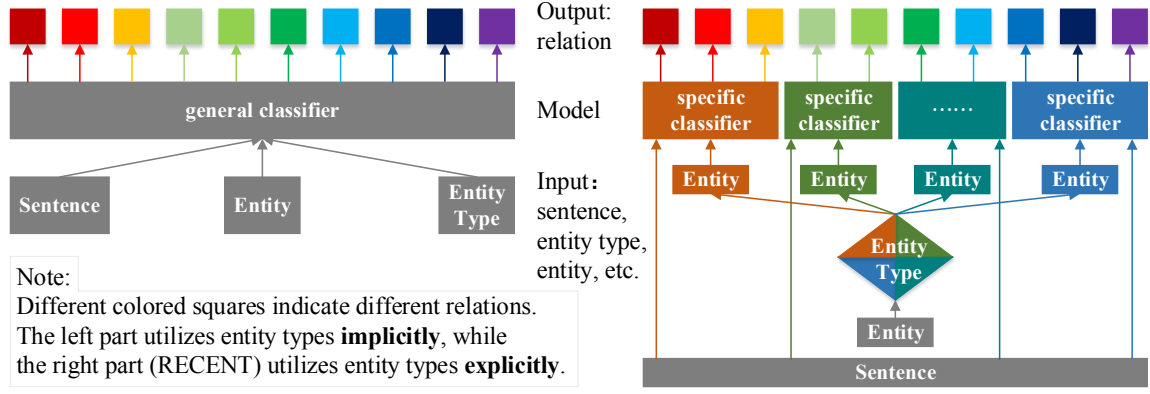 Output:
relation
general classifier
Model
specific
classifier
specific
classifier
……
specific
classifier
Sentence
Entity
Entity
Type
Input：
sentence,
entity type,
entity, etc.
Entity
Entity
Entity
Entity
Entity
Type
Entity
Sentence
Note:
Different colored squares indicate different relations.
The left part utilizes entity types implicitly, while
the right part (RECENT) utilizes entity types explicitly.